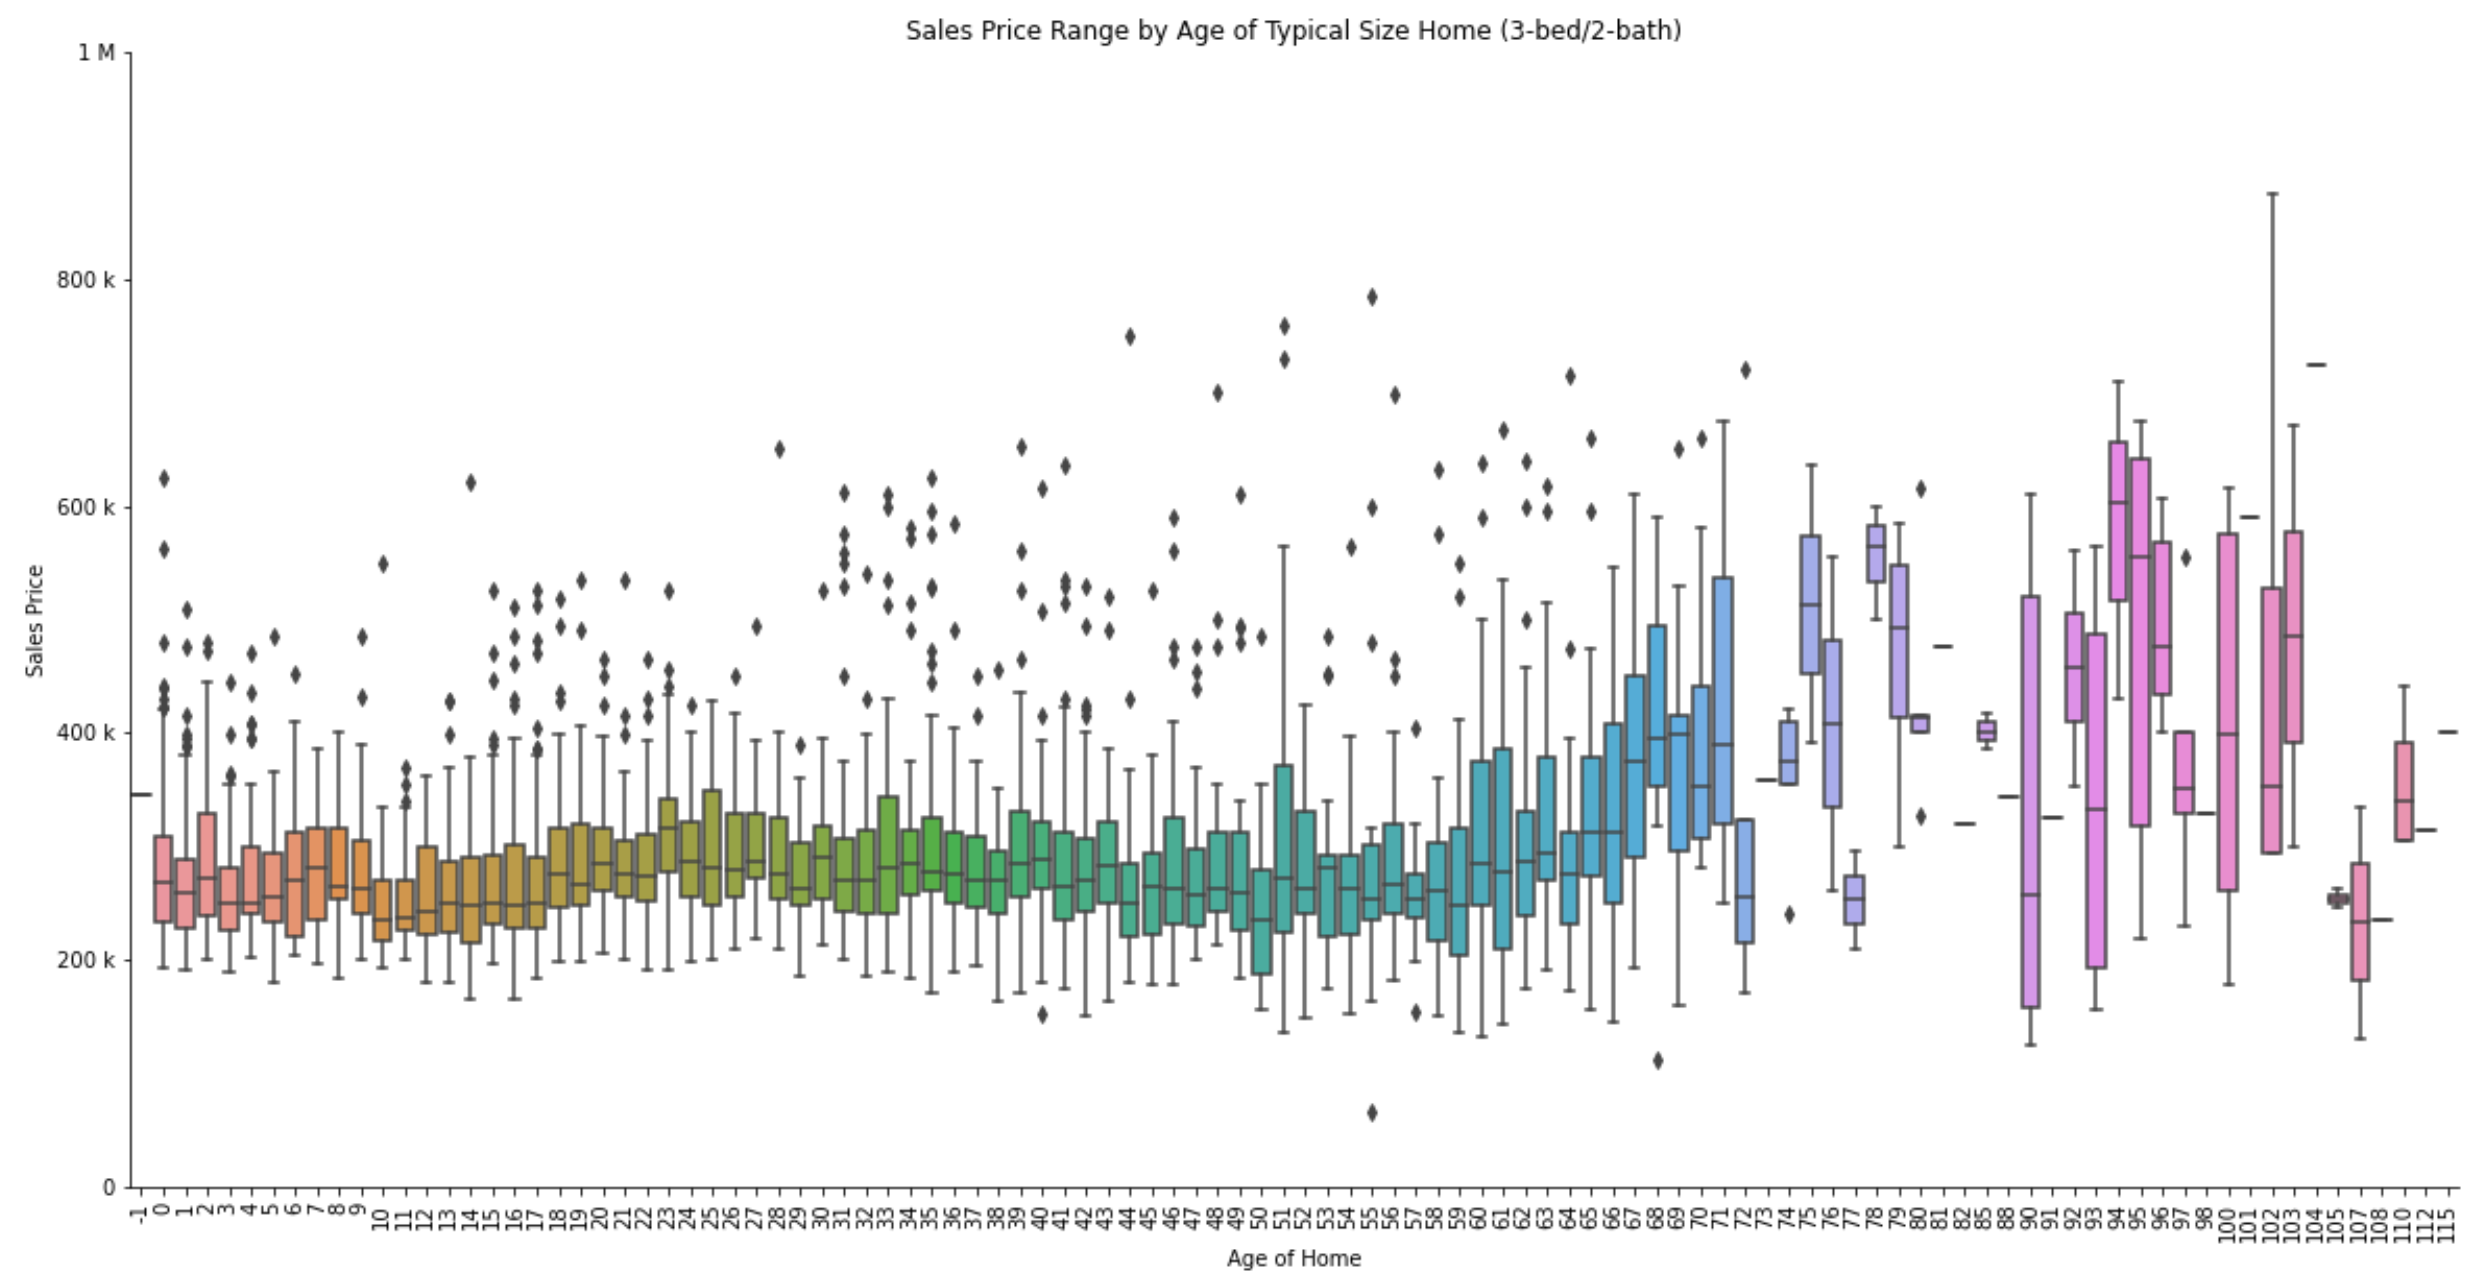 Sales Price Range by Age of Typical Size Home (3-bed/2-bath)
1 M
800 k
600 k
400 k
200 k
0
Sales Price
-1 0 1 2 3 4 5 6 7 8 9 10 11 12 13 14 15 16 17 18 19 20 21 22 23 24 25 26 27 28 29 30 31 32 33 34 35 36 37 38 39 40 41 42 43 44 45 46 47 48 49 50 51 52 53 54 55 56 57 58 59 60 61 62 63 64 65 66 67 68 69 70 71 72 73 74 75 76 77 78 79 80 81 82 85 88 90 91 92 93 94 95 96 97 98 100 101 102 103 104 105 107 108 110 112 115
Age of Home